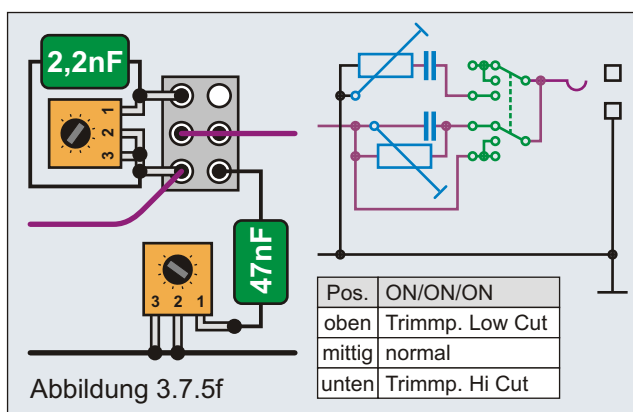 2,2nF
1
2
3
47nF
3 2 1
Pos. ON/ON/ON
oben Trimmp. Low Cut
mittig normal
unten Trimmp. Hi Cut
Abbildung 3.7.5f